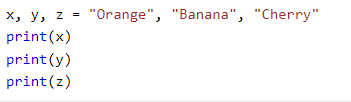 x, y, z = "Orange", "Banana", "Cherry"
print(x)
print(y)
print(z)